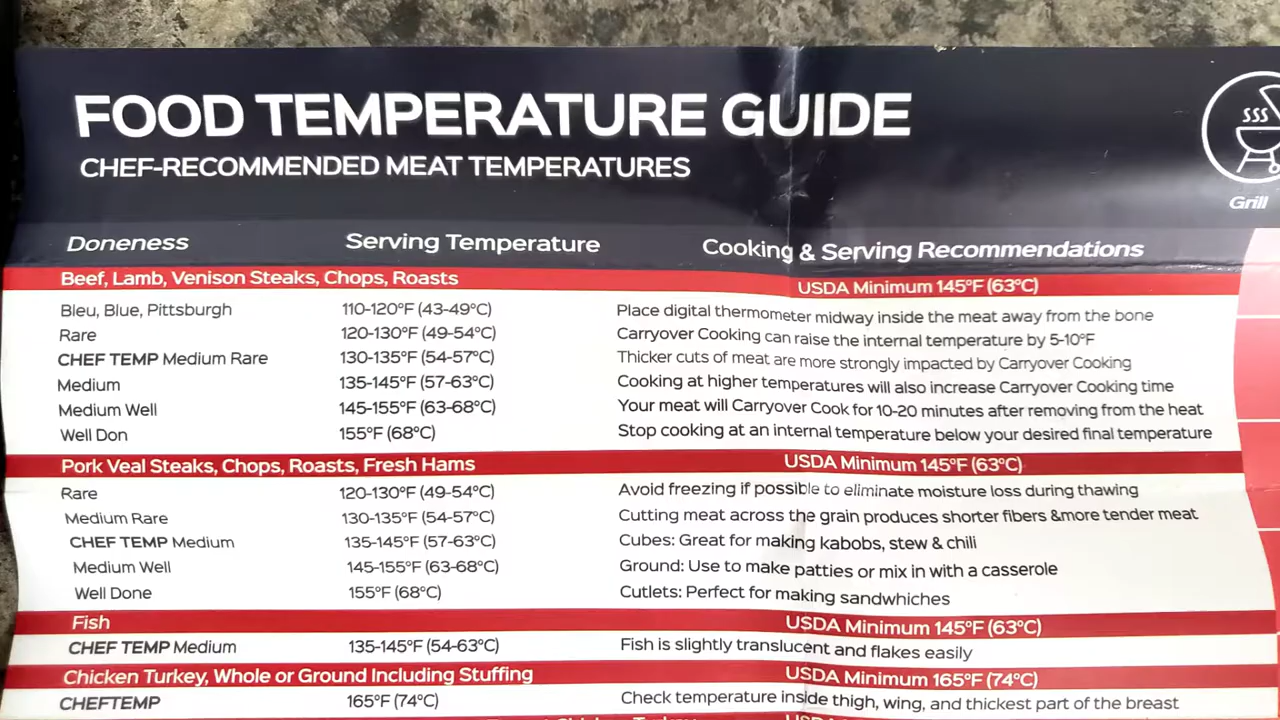 FOOD TEMPERATURE GUIDE
CHEF-RECOMMENDED MEAT TEMPERATURES
Grill
Doneness Serving Temperature Cooking & Serving Recommendations
Beef, Lamb, Venison Steaks, Chops, Roasts USDA Minimum 145°F (63°C)
Bleu, Blue, Pittsburgh 110-120°F (43-49°C) Place digital thermometer midway inside the meat away from the bone
Rare 120-130°F (49-54°C) Carryover Cooking can raise the internal temperature by 5-10°F
CHEF TEMP Medium Rare 130-135°F (54-57°C) Thicker cuts of meat are more strongly impacted by Carryover Cooking
Medium 135-145°F (57-63°C) Cooking at higher temperatures will also increase Carryover Cooking time
Medium Well 145-155°F (63-68°C) Your meat will Carryover Cook for 10-20 minutes after removing from the heat
Well Don 155°F (68°C) Stop cooking at an internal temperature below your desired final temperature
Pork Veal Steaks, Chops, Roasts, Fresh Hams USDA Minimum 145°F (63°C)
Rare 120-130°F (49-54°C) Avoid freezing if possible to eliminate moisture loss during thawing
Medium Rare 130-135°F (54-57°C) Cutting meat across the grain produces shorter fibers &more tender meat
CHEF TEMP Medium 135-145°F (57-63°C) Cubes: Great for making kabobs, stew & chili
Medium Well 145-155°F (63-68°C) Ground: Use to make patties or mix in with a casserole
Well Done 155°F (68°C) Cutlets: Perfect for making sandwhiches
Fish USDA Minimum 145°F (63°C)
CHEF TEMP Medium 135-145°F (54-63°C) Fish is slightly translucent and flakes easily
Chicken Turkey, Whole or Ground Including Stuffing USDA Minimum 165°F (74°C)
CHEFTEMP 165°F (74°C) Check temperature inside thigh, wing, and thickest part of the breast